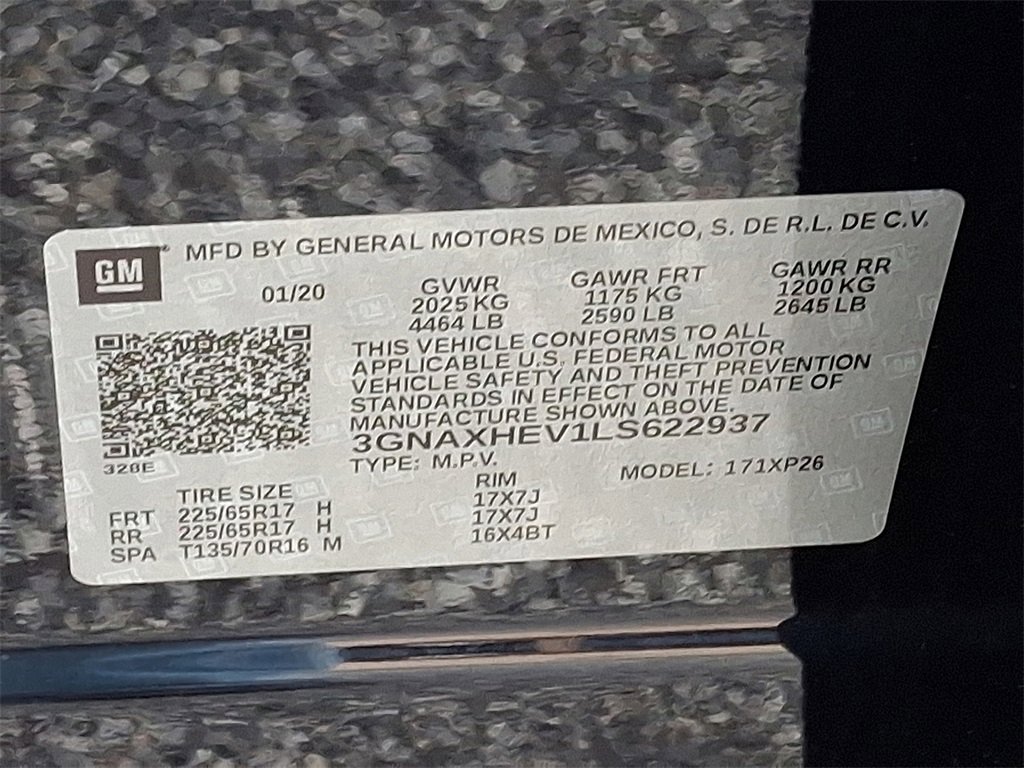 GM
MFD BY GENERAL MOTORS DE MEXICO, S. DE R.L. DE C.V.
01/20
GVWR GAWR FRT GAWR RR
2025 KG 1175 KG 1200 KG
4464 LB 2590 LB 2645 LB
THIS VEHICLE CONFORMS TO ALL
APPLICABLE U.S. FEDERAL MOTOR
VEHICLE SAFETY AND THEFT PREVENTION
STANDARDS IN EFFECT ON THE DATE OF
MANUFACTURE SHOWN ABOVE.
3GNAXHEV1LS622937
328E
TYPE: M.P.V. MODEL: 171XP26
TIRE SIZE RIM
FRT 225/65R17 H 17X7J
RR 225/65R17 H 17X7J
SPA T135/70R16 M 16X4BT